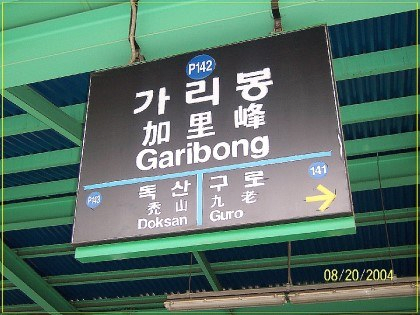 P142
가리봉
加里峰
Garibong
P143 독산 구로 141
禿山 九老
Doksan Guro
08/20/2004